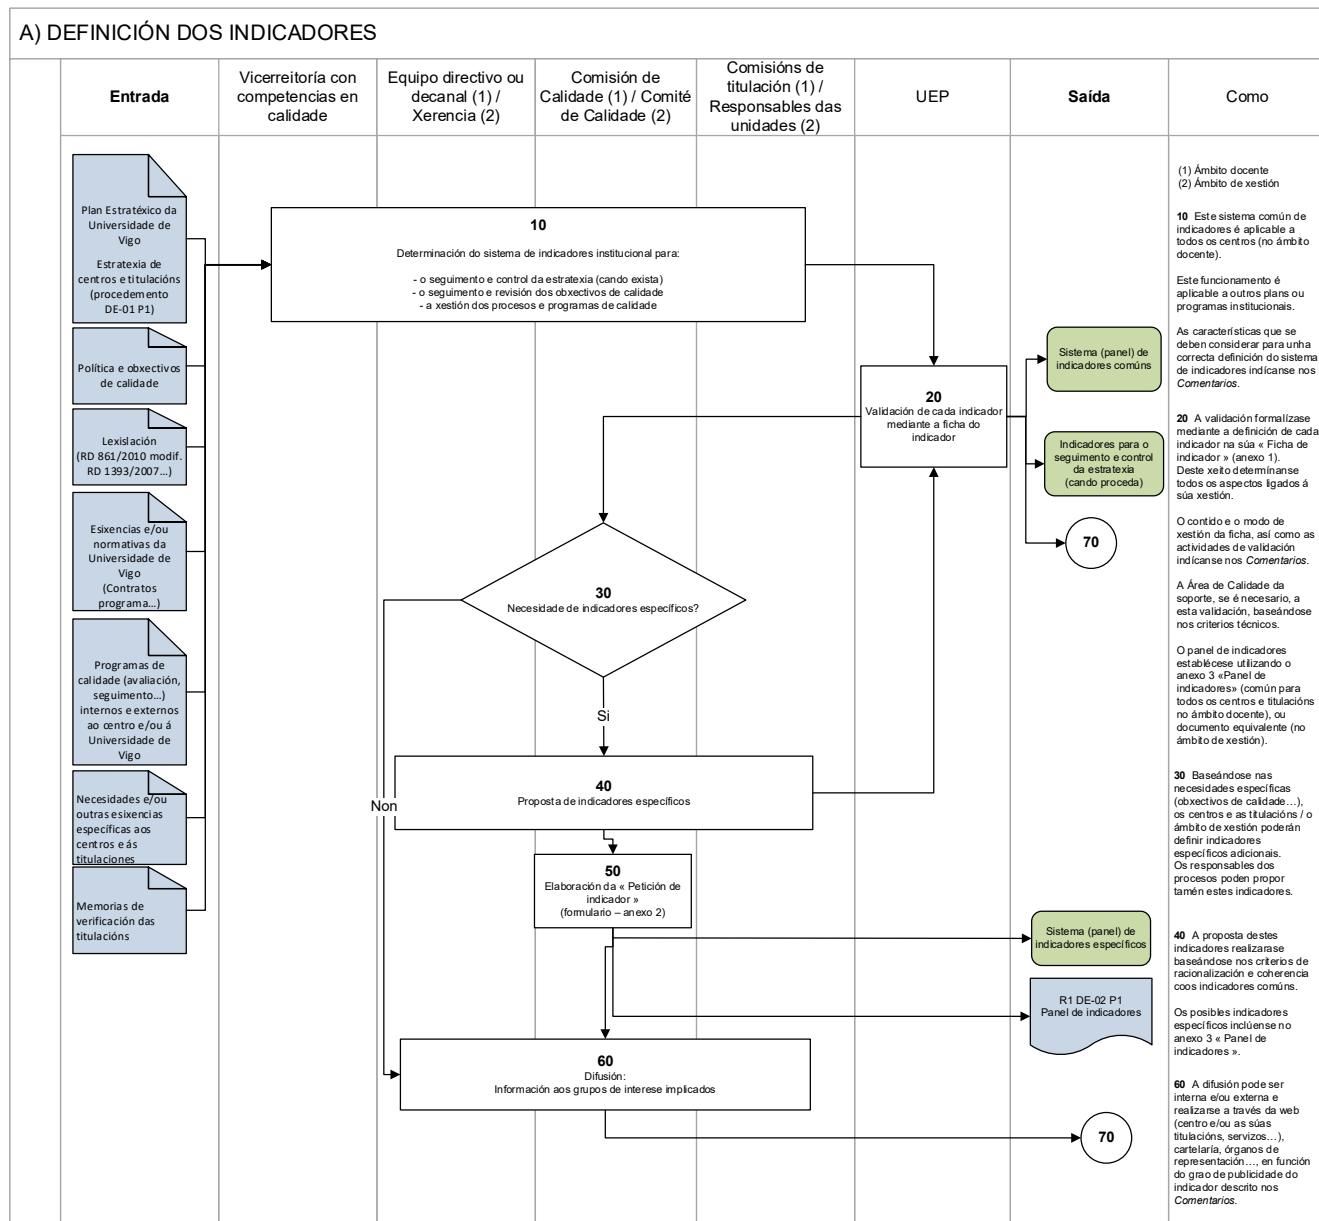 A) DEFINICIÓN DOS INDICADORES
Entrada
Vicerreitoría con
competencias en
calidade
Equipo directivo ou
decanal (1) /
Xerencia (2)
Comisión de
Calidade (1) / Comité
de Calidade (2)
Comisións de
titulación (1) /
Responsables das
unidades (2)
UEP
Saída
Como
Plan Estratéxico da
Universidade de
Vigo
Estratexia de
centros e titulacións
(procedemento
DE-01 P1)
Política e obxectivos
de calidade
Lexislación
(RD 861/2010 modif.
RD 1393/2007...)
Esixencias e/ou
normativas da
Universidade de
Vigo
(Contratos
programa...)
Programas de
calidade (avaliación,
seguimento...)
internos e externos
ao centro e/ou á
Universidade de
Vigo
Necesidades e/ou
outras esixencias
específicas aos
centros e ás
titulaciones
Memorias de
verificación das
titulacións
10
Determinación do sistema de indicadores institucional para:
- o seguimento e control da estratexia (cando exista)
- o seguimento e revisión dos obxectivos de calidade
- a xestión dos procesos e programas de calidade
20
Validación de cada indicador
mediante a ficha do
indicador
30
Necesidade de indicadores específicos?
Si
Non
40
Proposta de indicadores específicos
50
Elaboración da « Petición de
indicador »
(formulario – anexo 2)
60
Difusión:
Información aos grupos de interese implicados
Sistema (panel) de
indicadores comúns
Indicadores para o
seguimento e control
da estratexia
(cando proceda)
70
Sistema (panel) de
indicadores específicos
R1 DE-02 P1
Panel de indicadores
70
(1) Ámbito docente
(2) Ámbito de xestión
10 Este sistema común de
indicadores é aplicable a
todos os centros (no ámbito
docente).
Este funcionamento é
aplicable a outros plans ou
programas institucionais.
As características que se
deben considerar para unha
correcta definición do sistema
de indicadores indícanse nos
Comentarios.
20 A validación formalízase
mediante a definición de cada
indicador na súa « Ficha de
indicador » (anexo 1).
Deste xeito determínanse
todos os aspectos ligados á
súa xestión.
O contido e o modo de
xestión da ficha, así como as
actividades de validación
indícanse nos Comentarios.
A Área de Calidade da
soporte, se é necesario, a
esta validación, baseándose
nos criterios técnicos.
O panel de indicadores
establécese utilizando o
anexo 3 «Panel de
indicadores» (común para
todos os centros e titulacións
no ámbito docente), ou
documento equivalente (no
ámbito de xestión).
30 Baseándose nas
necesidades específicas
(obxectivos de calidade...),
os centros e as titulacións / o
ámbito de xestión poderán
definir indicadores
específicos adicionais.
Os responsables dos
procesos poden propor
tamén estes indicadores.
40 A proposta destes
indicadores realizarase
baseándose nos criterios de
racionalización e coherencia
coos indicadores comúns.
Os posibles indicadores
específicos inclúense no
anexo 3 « Panel de
indicadores ».
60 A difusión pode ser
interna e/ou externa e
realizarse a través da web
(centro e/ou as súas
titulacións, servizos...),
cartelaría, órganos de
representación..., en función
do grao de publicidade do
indicador descrito nos
Comentarios.